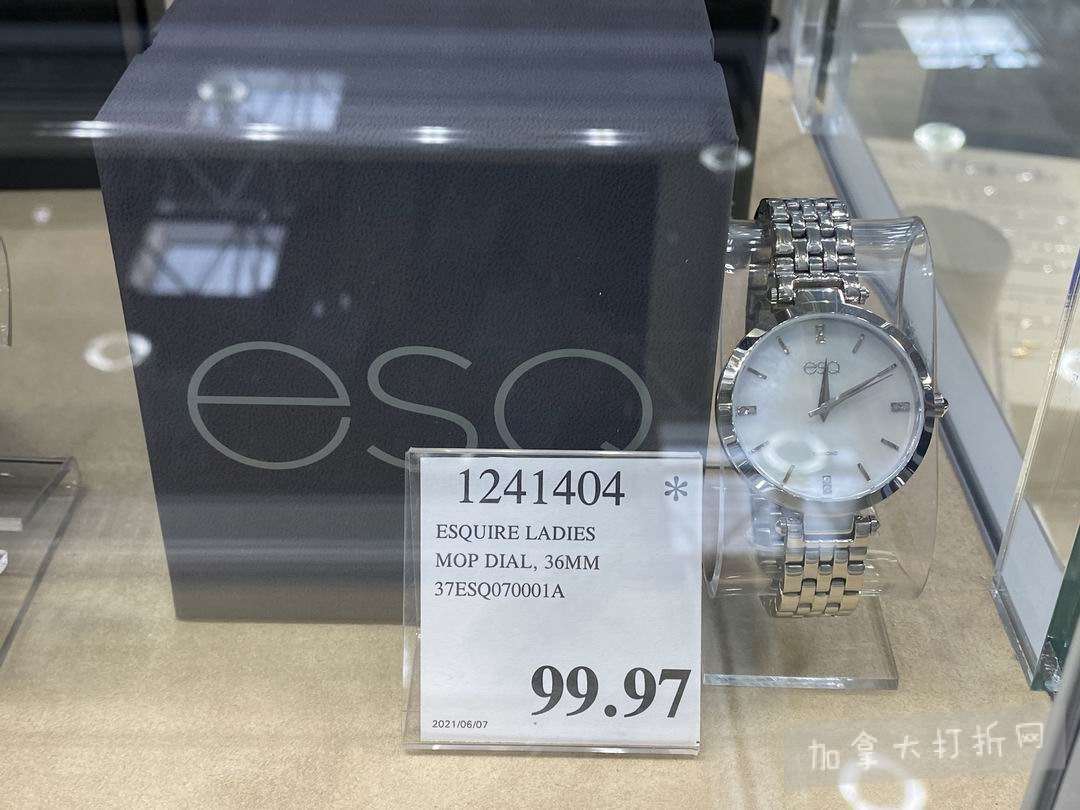 esq
esq
1241404 *
ESQUIRE LADIES
MOP DIAL, 36MM
37ESQ070001A
99.97
2021/06/07
加拿大打折网